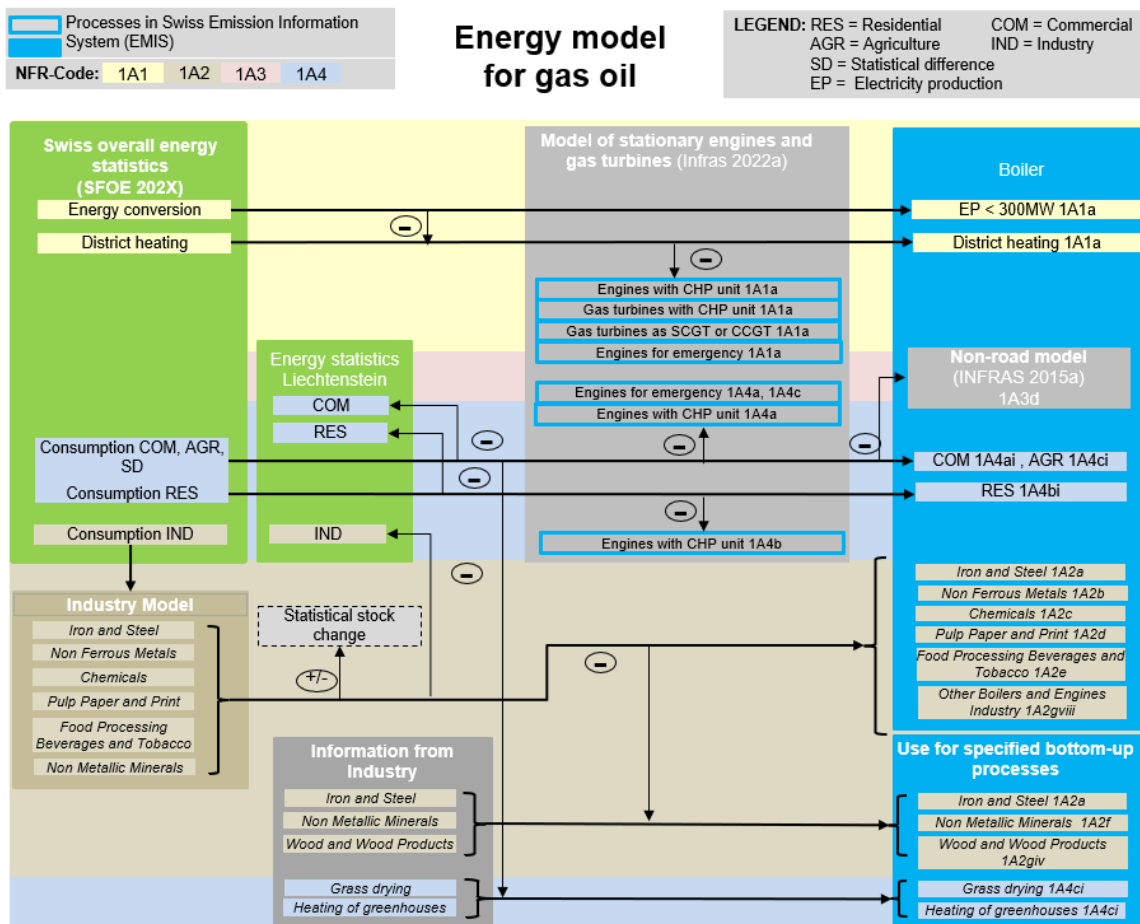 Processes in Swiss Emission Information
System (EMIS)
NFR-Code: 1A1 1A2 1A3 1A4
Energy model
for gas oil
LEGEND: RES = Residential COM = Commercial
AGR = Agriculture IND = Industry
SD = Statistical difference
EP = Electricity production
Swiss overall energy
statistics
(SFOE 202X)
Energy conversion
District heating
Model of stationary engines and
gas turbines (Infras 2022a)
Boiler
EP < 300MW 1A1a
District heating 1A1a
-
-
Engines with CHP unit 1A1a
Gas turbines with CHP unit 1A1a
Gas turbines as SCGT or CCGT 1A1a
Engines for emergency 1A1a
Engines for emergency 1A4a, 1A4c
Engines with CHP unit 1A4a
Energy statistics
Liechtenstein
COM
RES
Non-road model
(INFRAS 2015a)
1A3d
Consumption COM, AGR,
SD
Consumption RES
-
-
-
-
COM 1A4ai , AGR 1A4ci
RES 1A4bi
Consumption IND
IND
Engines with CHP unit 1A4b
-
Industry Model
Iron and Steel
Non Ferrous Metals
Chemicals
Pulp Paper and Print
Food Processing
Beverages and Tobacco
Non Metallic Minerals
Statistical stock
change
+/-
-
Iron and Steel 1A2a
Non Ferrous Metals 1A2b
Chemicals 1A2c
Pulp Paper and Print 1A2d
Food Processing Beverages and
Tobacco 1A2e
Other Boilers and Engines
Industry 1A2gviii
Information from
Industry
Iron and Steel
Non Metallic Minerals
Wood and Wood Products
Grass drying
Heating of greenhouses
Use for specified bottom-up
processes
Iron and Steel 1A2a
Non Metallic Minerals 1A2f
Wood and Wood Products
1A2giv
Grass drying 1A4ci
Heating of greenhouses 1A4ci